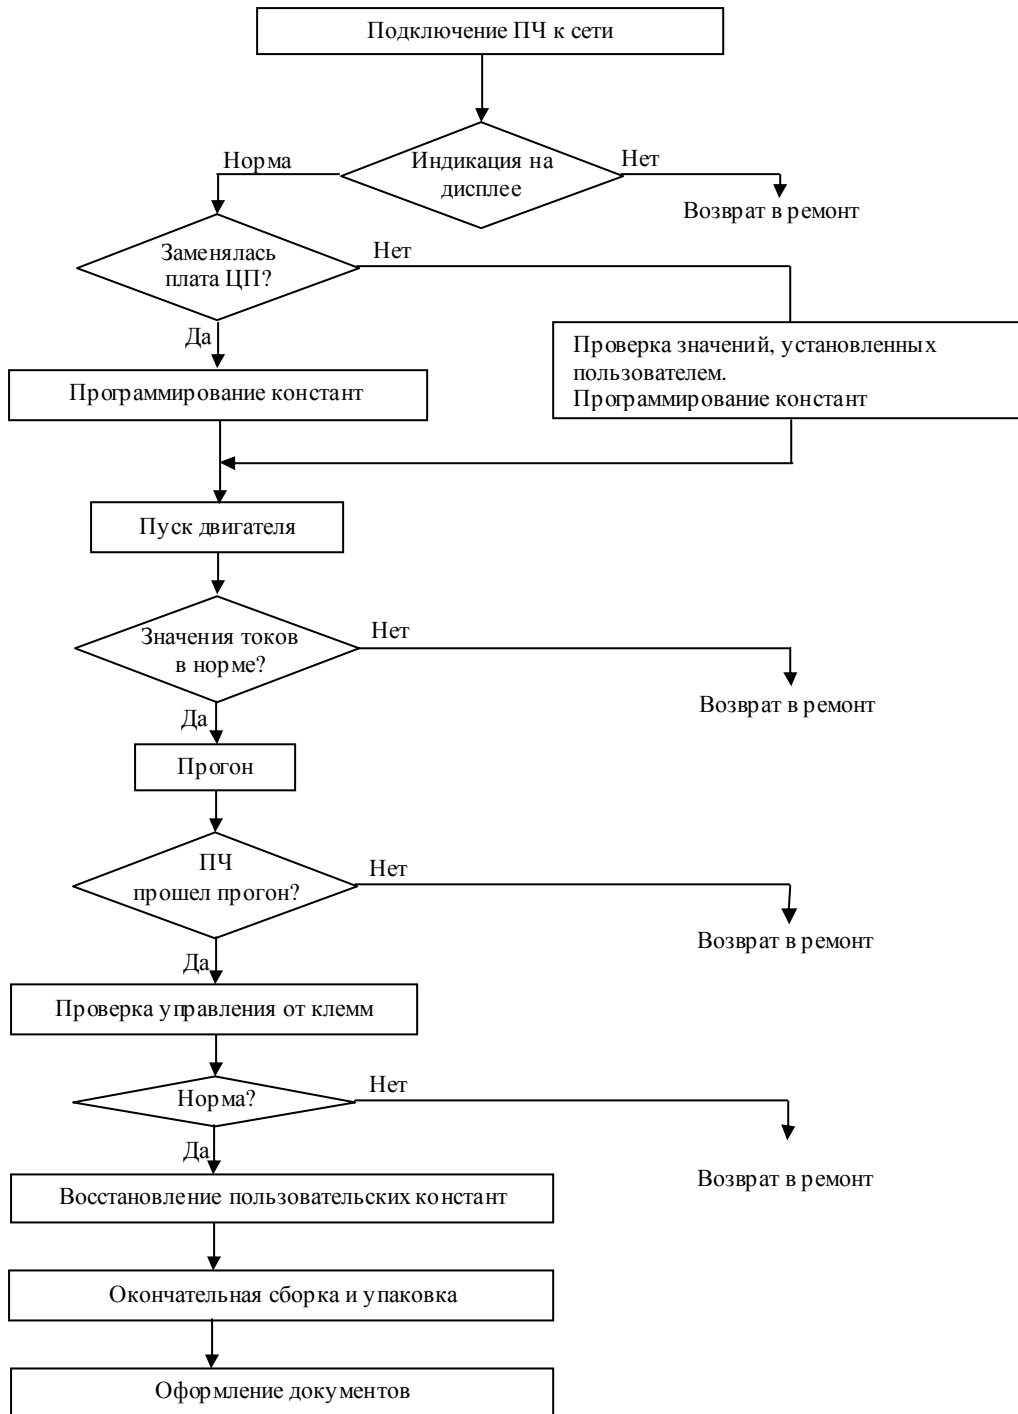 Подключение ПЧ к сети
Индикация на
дисплее
Норма
Нет
Возврат в ремонт
Заменялась
плата ЦП?
Нет
Да
Проверка значений, установленных
пользователем.
Программирование констант
Программирование констант
Пуск двигателя
Значения токов
в норме?
Нет
Возврат в ремонт
Да
Прогон
ПЧ
прошел прогон?
Нет
Возврат в ремонт
Да
Проверка управления от клемм
Норма?
Нет
Возврат в ремонт
Да
Восстановление пользовательских констант
Окончательная сборка и упаковка
Оформление документов